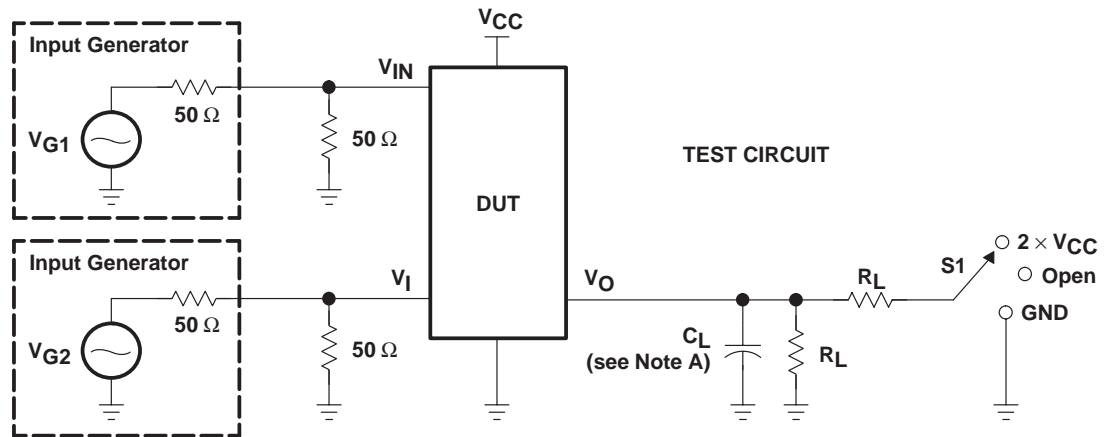 VCC
Input Generator
VIN
50 Ω
VG1
50 Ω
TEST CIRCUIT
DUT
Input Generator
VI
50 Ω
VG2
50 Ω
VO
RL
S1
2 × VCC
Open
GND
CL
(see Note A)
RL